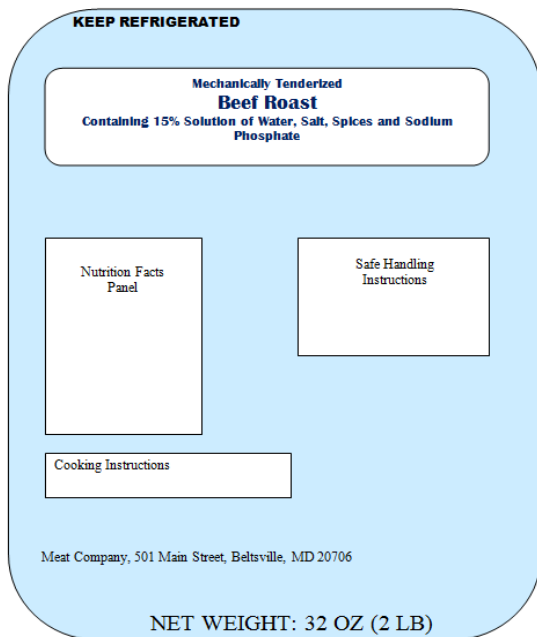 KEEP REFRIGERATED
Mechanically Tenderized
Beef Roast
Containing 15% Solution of Water, Salt, Spices and Sodium
Phosphate
Nutrition Facts
Panel
Safe Handling
Instructions
Cooking Instructions
Meat Company, 501 Main Street, Beltsville, MD 20706
NET WEIGHT: 32 OZ (2 LB)